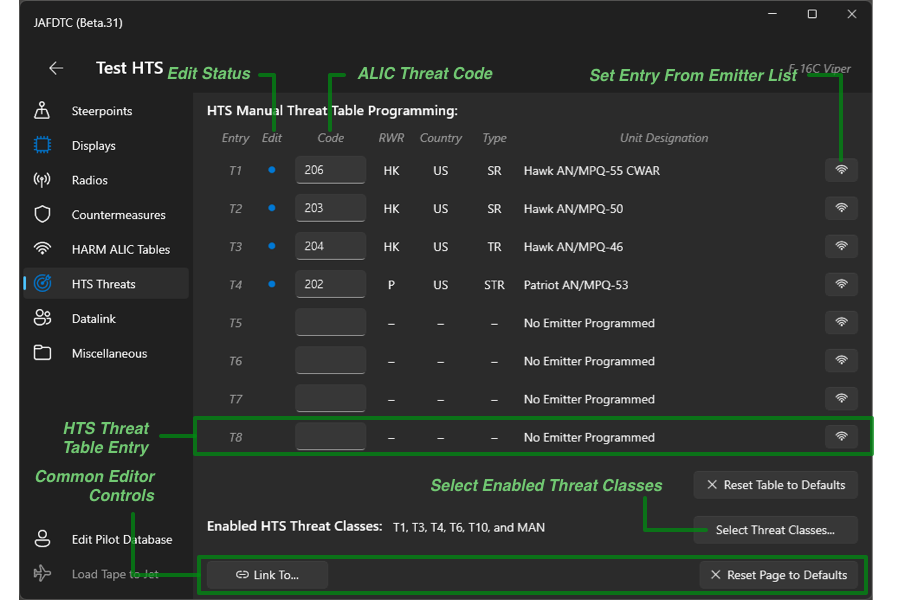 JAFDTC (Beta.31)
Test HTS
Edit Status
ALIC Threat Code
Set Entry From Emitter List
F-16C Viper
Steerpoints
Displays
Radios
Countermeasures
HARM ALIC Tables
HTS Threats
Datalink
Miscellaneous
HTS Manual Threat Table Programming:
Entry Edit Code RWR Country Type Unit Designation
T1 206 HK US SR Hawk AN/MPQ-55 CWAR
T2 203 HK US SR Hawk AN/MPQ-50
T3 204 HK US TR Hawk AN/MPQ-46
T4 202 P US STR Patriot AN/MPQ-53
T5 – – – No Emitter Programmed
T6 – – – No Emitter Programmed
T7 – – – No Emitter Programmed
T8 – – – No Emitter Programmed
HTS Threat
Table Entry
Common Editor
Controls
Select Enabled Threat Classes
Reset Table to Defaults
Enabled HTS Threat Classes: T1, T3, T4, T6, T10, and MAN
Select Threat Classes...
Edit Pilot Database
Load Tape to Jet
Link To...
Reset Page to Defaults